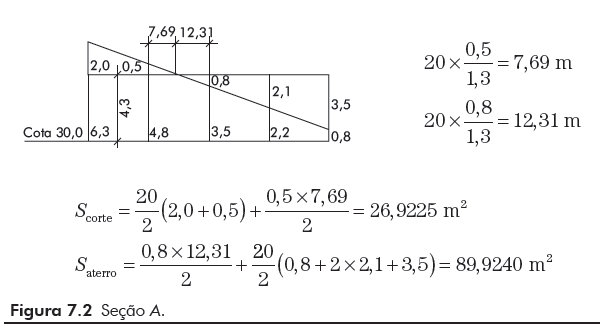 7,69 12,31
20 × 0,5/1,3 = 7,69 m
2,0 0,5
0,8
2,1
20 × 0,8/1,3 = 12,31 m
4,3
3,5
Cota 30,0 6,3 4,8 3,5 2,2 0,8
S_corte = 20/2 (2,0 + 0,5) + (0,5 × 7,69)/2 = 26,9225 m²
S_aterro = (0,8 × 12,31)/2 + 20/2 (0,8 + 2 × 2,1 + 3,5) = 89,9240 m²
Figura 7.2 Seção A.